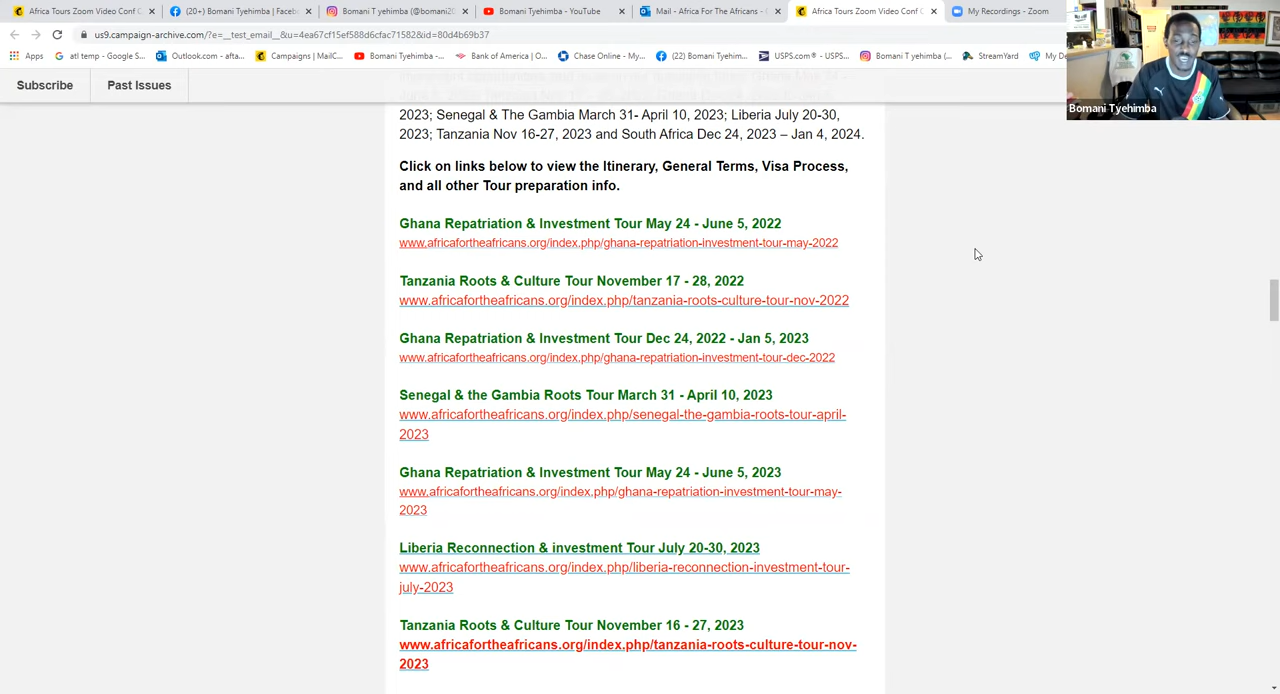 Africa Tours Zoom Video Conf C
(20+) Bomani Tyehimba | Faceb
Bomani T yehimba (@bomani20
Bomani Tyehimba - YouTube
Mail - Africa For The Africans - C
Africa Tours Zoom Video Conf C
My Recordings - Zoom
us9.campaign-archive.com/?e=__test_email__&u=4ea67cf15ef588d6c9c71582&id=80d4b69b37
Apps
atl temp - Google S...
Outlook.com - afta...
Campaigns | MailC...
Bomani Tyehimba -...
Bank of America |...
Chase Online - My...
(22) Bomani Tyehim...
USPS.com® - USPS...
Bomani T yehimba (...
StreamYard
My De
Bomani Tyehimba
Subscribe
Past Issues
2023; Senegal & The Gambia March 31- April 10, 2023; Liberia July 20-30,
2023; Tanzania Nov 16-27, 2023 and South Africa Dec 24, 2023 – Jan 4, 2024.
Click on links below to view the Itinerary, General Terms, Visa Process,
and all other Tour preparation info.
Ghana Repatriation & Investment Tour May 24 - June 5, 2022
www.africafortheafricans.org/index.php/ghana-repatriation-investment-tour-may-2022
Tanzania Roots & Culture Tour November 17 - 28, 2022
www.africafortheafricans.org/index.php/tanzania-roots-culture-tour-nov-2022
Ghana Repatriation & Investment Tour Dec 24, 2022 - Jan 5, 2023
www.africafortheafricans.org/index.php/ghana-repatriation-investment-tour-dec-2022
Senegal & the Gambia Roots Tour March 31 - April 10, 2023
www.africafortheafricans.org/index.php/senegal-the-gambia-roots-tour-april-
2023
Ghana Repatriation & Investment Tour May 24 - June 5, 2023
www.africafortheafricans.org/index.php/ghana-repatriation-investment-tour-may-
2023
Liberia Reconnection & investment Tour July 20-30, 2023
www.africafortheafricans.org/index.php/liberia-reconnection-investment-tour-
july-2023
Tanzania Roots & Culture Tour November 16 - 27, 2023
www.africafortheafricans.org/index.php/tanzania-roots-culture-tour-nov-
2023